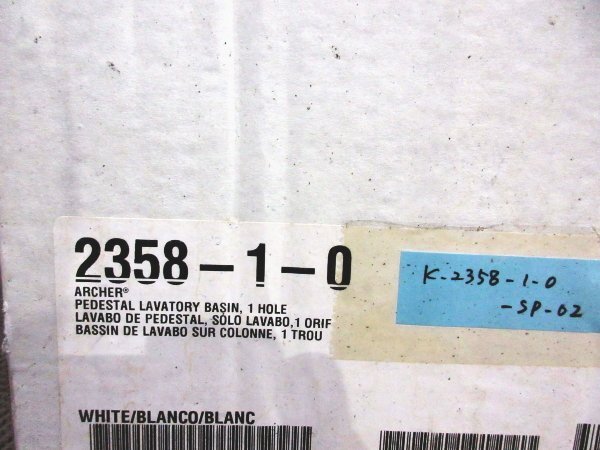 2358-1-0
ARCHER®
PEDESTAL LAVATORY BASIN, 1 HOLE
LAVABO DE PEDESTAL, SÓLO LAVABO,1 ORIF
BASSIN DE LAVABO SUR COLONNE, 1 TROU
WHITE/BLANCO/BLANC
K-2358-1-0
-SP-02